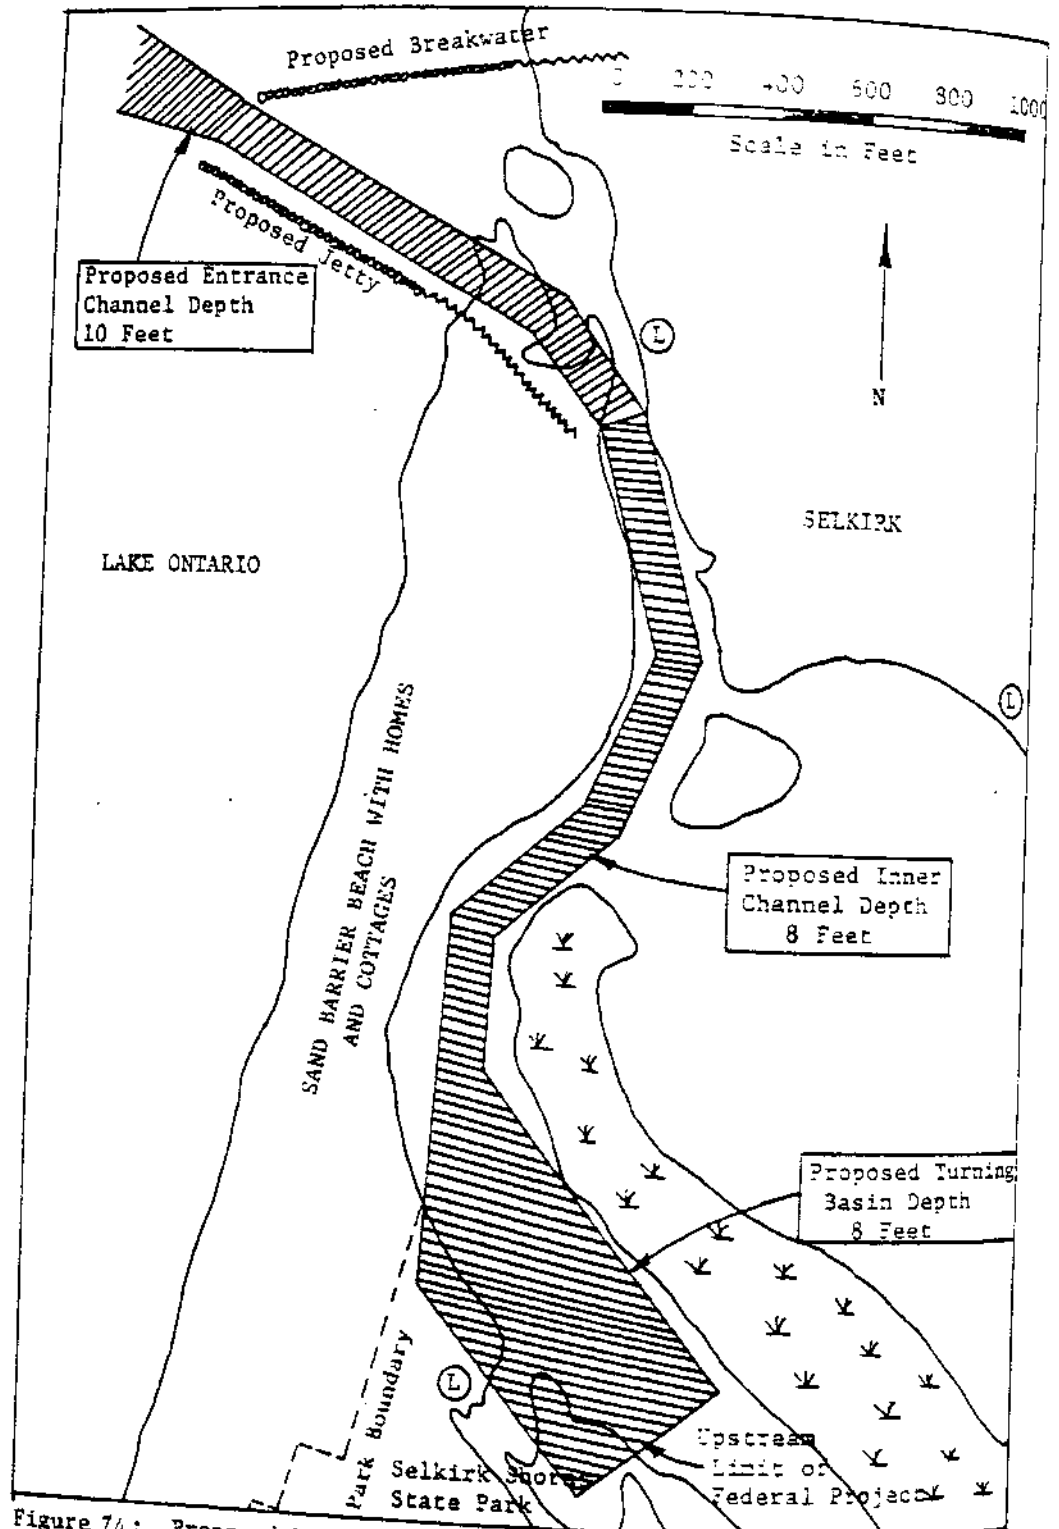 Proposed Breakwater
0 200 400 600 800 1000
Scale in Feet
Proposed Jetty
Proposed Entrance
Channel Depth
10 Feet
L
N
SELKIRK
LAKE ONTARIO
L
SAND BARRIER BEACH WITH HOMES
AND COTTAGES
Proposed Inner
Channel Depth
8 Feet
Proposed Turning
Basin Depth
8 Feet
L
Park Boundary
Upstream
Limit of
Federal Project
Selkirk Shores
State Park
Figure 74: